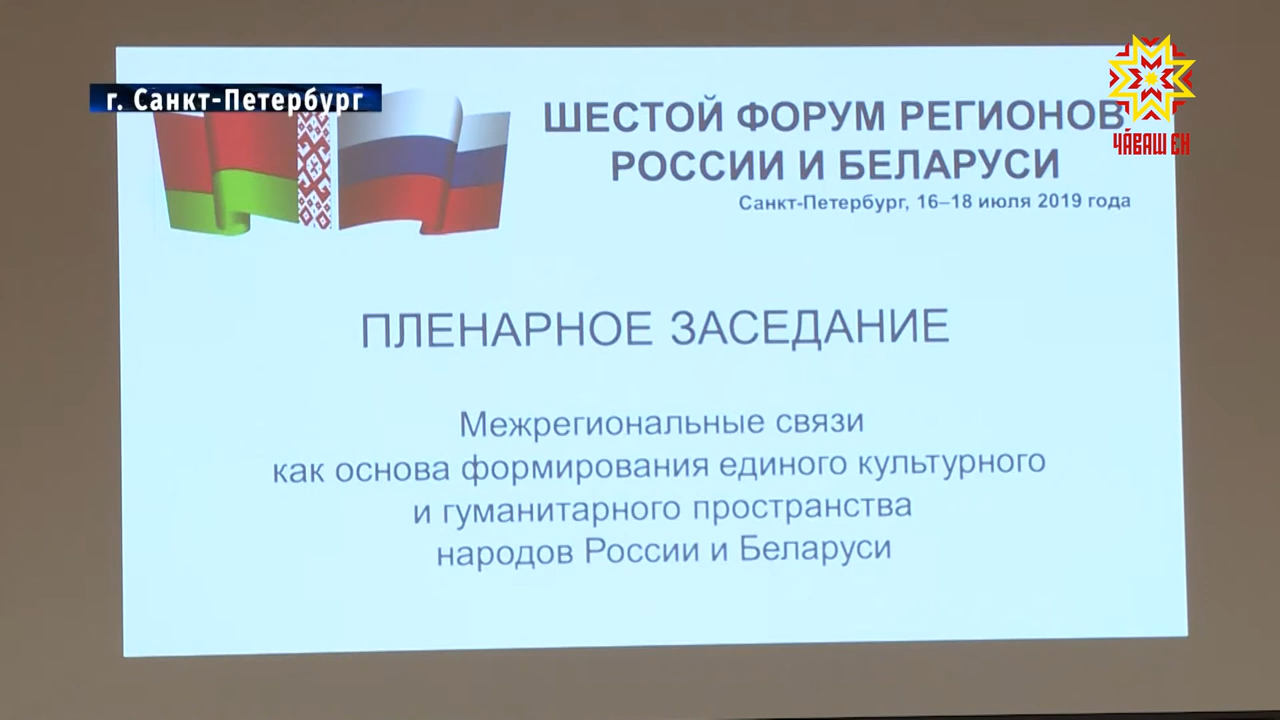 г. Санкт-Петербург
ШЕСТОЙ ФОРУМ РЕГИОНОВ
РОССИИ И БЕЛАРУСИ
Санкт-Петербург, 16–18 июля 2019 года
ЧӐВАШ ЕН
ПЛЕНАРНОЕ ЗАСЕДАНИЕ
Межрегиональные связи
как основа формирования единого культурного
и гуманитарного пространства
народов России и Беларуси